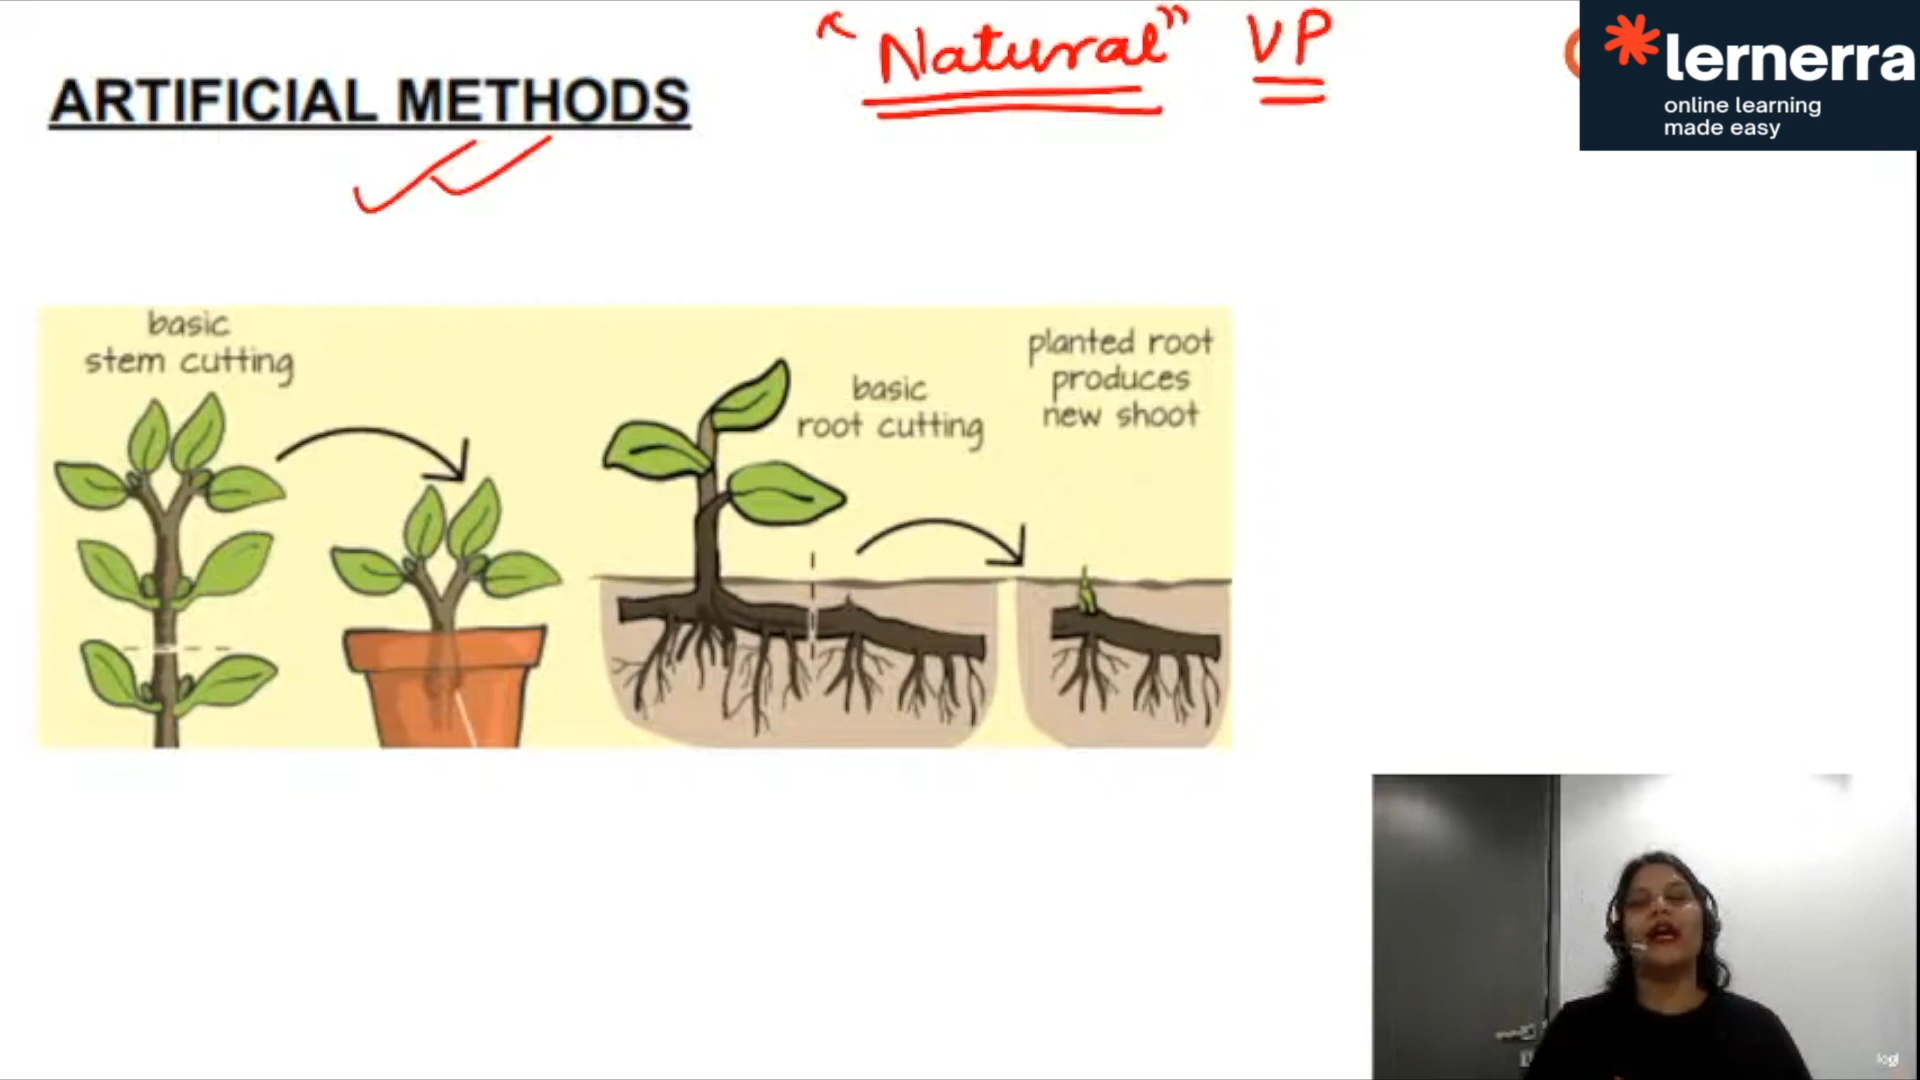 "Natural" VP
ARTIFICIAL METHODS
lernerra
online learning
made easy
basic
stem cutting
basic
root cutting
planted root
produces
new shoot
logi